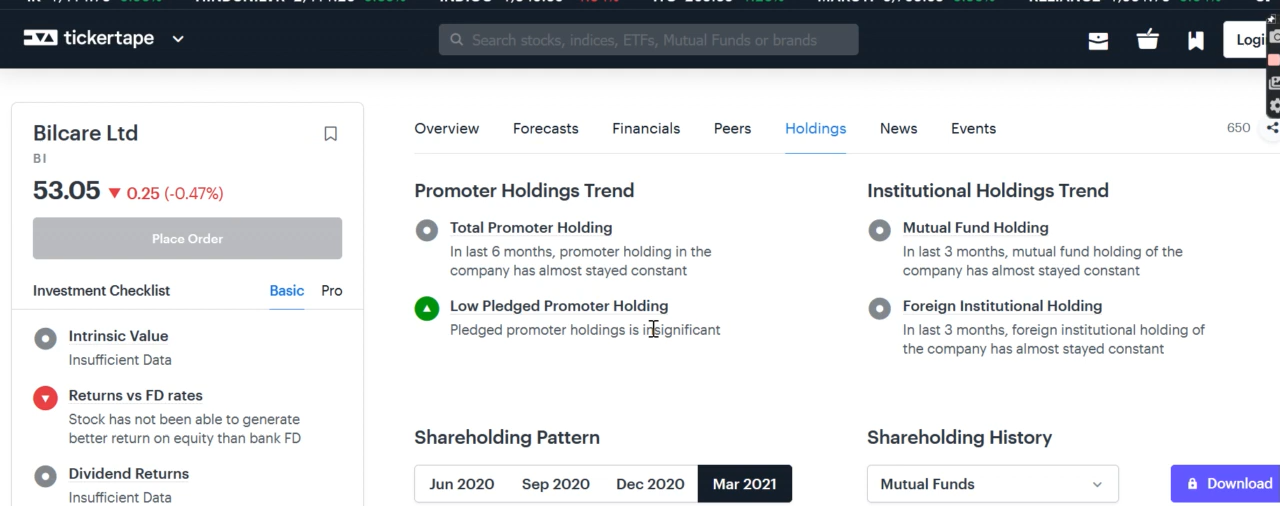 tickertape
Search stocks, indices, ETFs, Mutual Funds or brands
Logi
Bilcare Ltd
BI
53.05 ▼ 0.25 (-0.47%)
Place Order
Investment Checklist Basic Pro
Intrinsic Value
Insufficient Data
Returns vs FD rates
Stock has not been able to generate
better return on equity than bank FD
Dividend Returns
Insufficient Data
Overview Forecasts Financials Peers Holdings News Events 650
Promoter Holdings Trend
Total Promoter Holding
In last 6 months, promoter holding in the
company has almost stayed constant
Low Pledged Promoter Holding
Pledged promoter holdings is insignificant
Institutional Holdings Trend
Mutual Fund Holding
In last 3 months, mutual fund holding of the
company has almost stayed constant
Foreign Institutional Holding
In last 3 months, foreign institutional holding of
the company has almost stayed constant
Shareholding Pattern
Jun 2020 Sep 2020 Dec 2020 Mar 2021
Shareholding History
Mutual Funds
Download